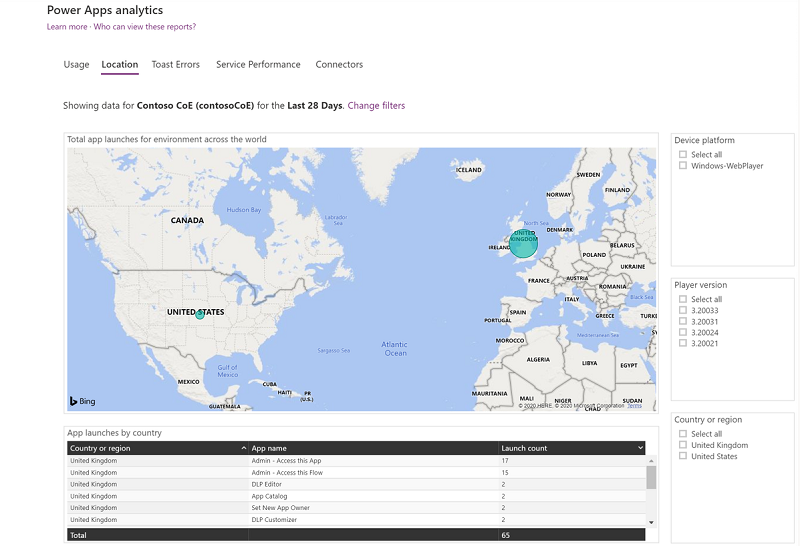 Power Apps analytics
Learn more · Who can view these reports?
Usage Location Toast Errors Service Performance Connectors
Showing data for Contoso CoE (contosoCoE) for the Last 28 Days. Change filters
Total app launches for environment across the world
ICELAND
SWEDEN
FINLAND
NORWAY
CANADA
Hudson Bay
Labrador
Sea
North Sea
DENMARK
UNITED
KINGDOM
IRELAND
BELARUS
POLAND
UKRAINE
FRANCE
AUSTRIA
ROMANIA
ITALY
Black Sea
UNITED STATES
SPAIN
PORTUGAL
GREECE
TURKE
Sargasso Sea
Atlantic
Ocean
Mediterranean Sea
MOROCCO
ALGERIA
LIBYA
EGYPT
Gulf of
Mexico
MEXICO
CUBA
HAITI
PR
(U.S.)
GUATEMALA
MAURITANIA
MALI
NIGER
CHAD
SUDAN
Bing
© 2020 HERE, © 2020 Microsoft Corporation Terms
Device platform
Select all
Windows-WebPlayer
Player version
Select all
3.20033
3.20031
3.20024
3.20021
Country or region
Select all
United Kingdom
United States
App launches by country
Country or region App name Launch count
United Kingdom Admin - Access this App 17
United Kingdom Admin - Access this Flow 15
United Kingdom DLP Editor 2
United Kingdom App Catalog 2
United Kingdom Set New App Owner 2
United Kingdom DLP Customizer 2
Total 65